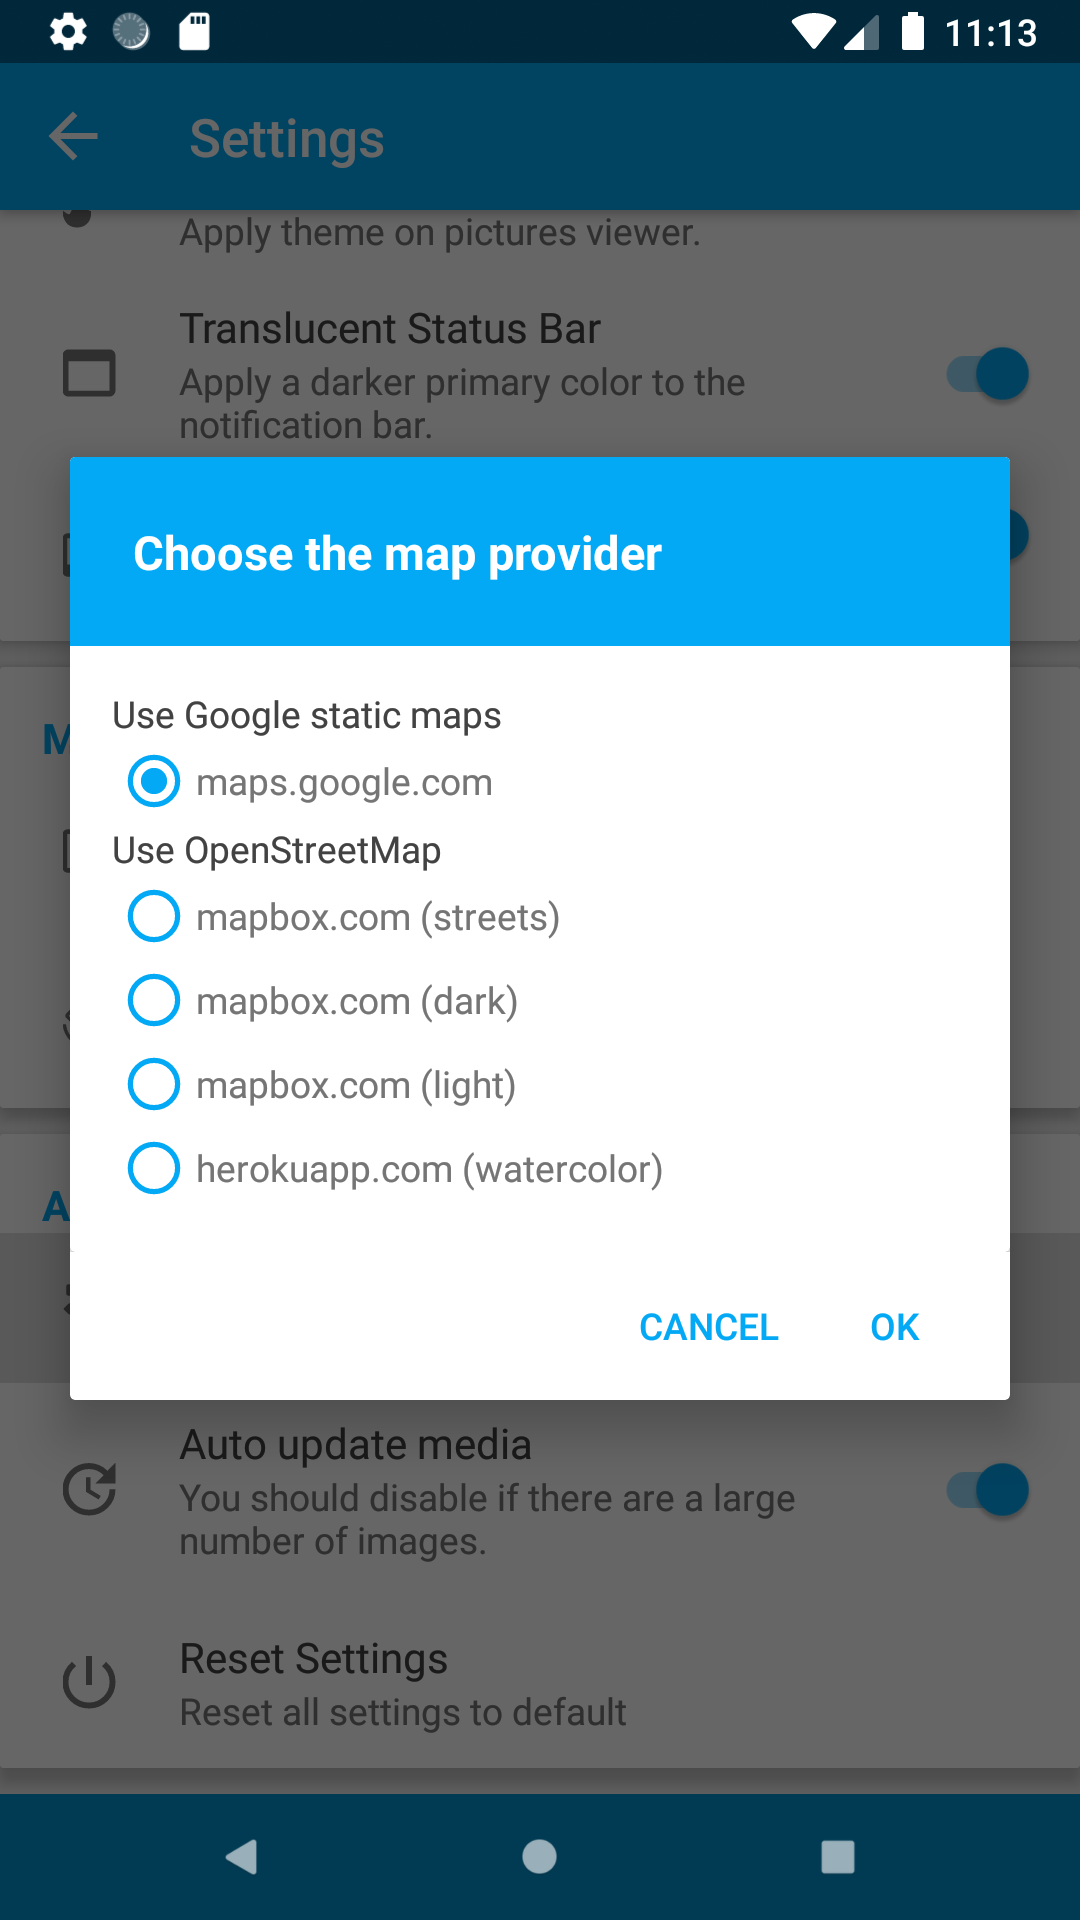 11:13
Settings
Apply theme on pictures viewer.
Translucent Status Bar
Apply a darker primary color to the
notification bar.
Choose the map provider
Use Google static maps
maps.google.com
Use OpenStreetMap
mapbox.com (streets)
mapbox.com (dark)
mapbox.com (light)
herokuapp.com (watercolor)
CANCEL
OK
Auto update media
You should disable if there are a large
number of images.
Reset Settings
Reset all settings to default